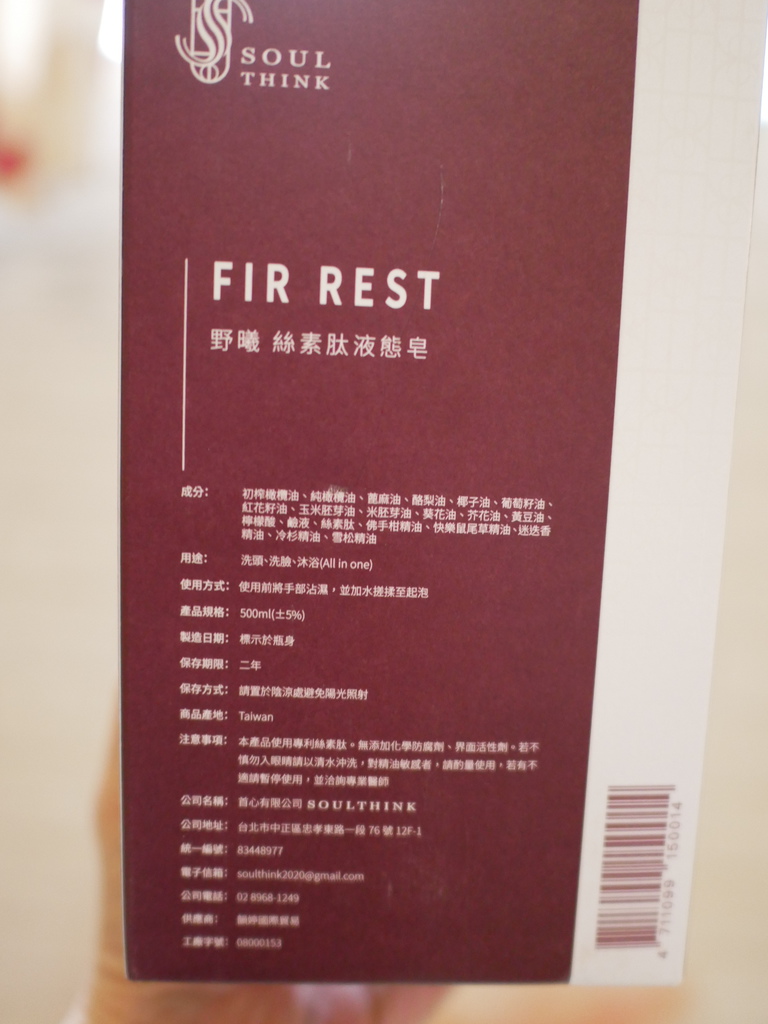 SOUL
THINK
FIR REST
野曦 絲素肽液態皂
成分： 初榨橄欖油、純橄欖油、蓖麻油、酪梨油、椰子油、葡萄籽油、
紅花籽油、玉米胚芽油、米胚芽油、葵花油、芥花油、黃豆油、
檸檬酸、鹼液、絲素肽、佛手柑精油、快樂鼠尾草精油、迷迭香
精油、冷杉精油、雪松精油
用途： 洗頭、洗臉、沐浴(All in one)
使用方式： 使用前將手部沾濕，並加水搓揉至起泡
產品規格： 500ml(±5%)
製造日期： 標示於瓶身
保存期限： 二年
保存方式： 請置於陰涼處避免陽光照射
商品產地： Taiwan
注意事項： 本產品使用專利絲素肽。無添加化學防腐劑、界面活性劑。若不
慎勿入眼睛請以清水沖洗，對精油敏感者，請酌量使用，若有不
適請暫停使用，並洽詢專業醫師
公司名稱： 首心有限公司 SOULTHINK
公司地址： 台北市中正區忠孝東路一段 76 號 12F-1
統一編號： 83448977
電子信箱： soulthink2020@gmail.com
公司電話： 02 8968-1249
供應商： 國際貿易
工廠字號： 08000153
4 711099 150014